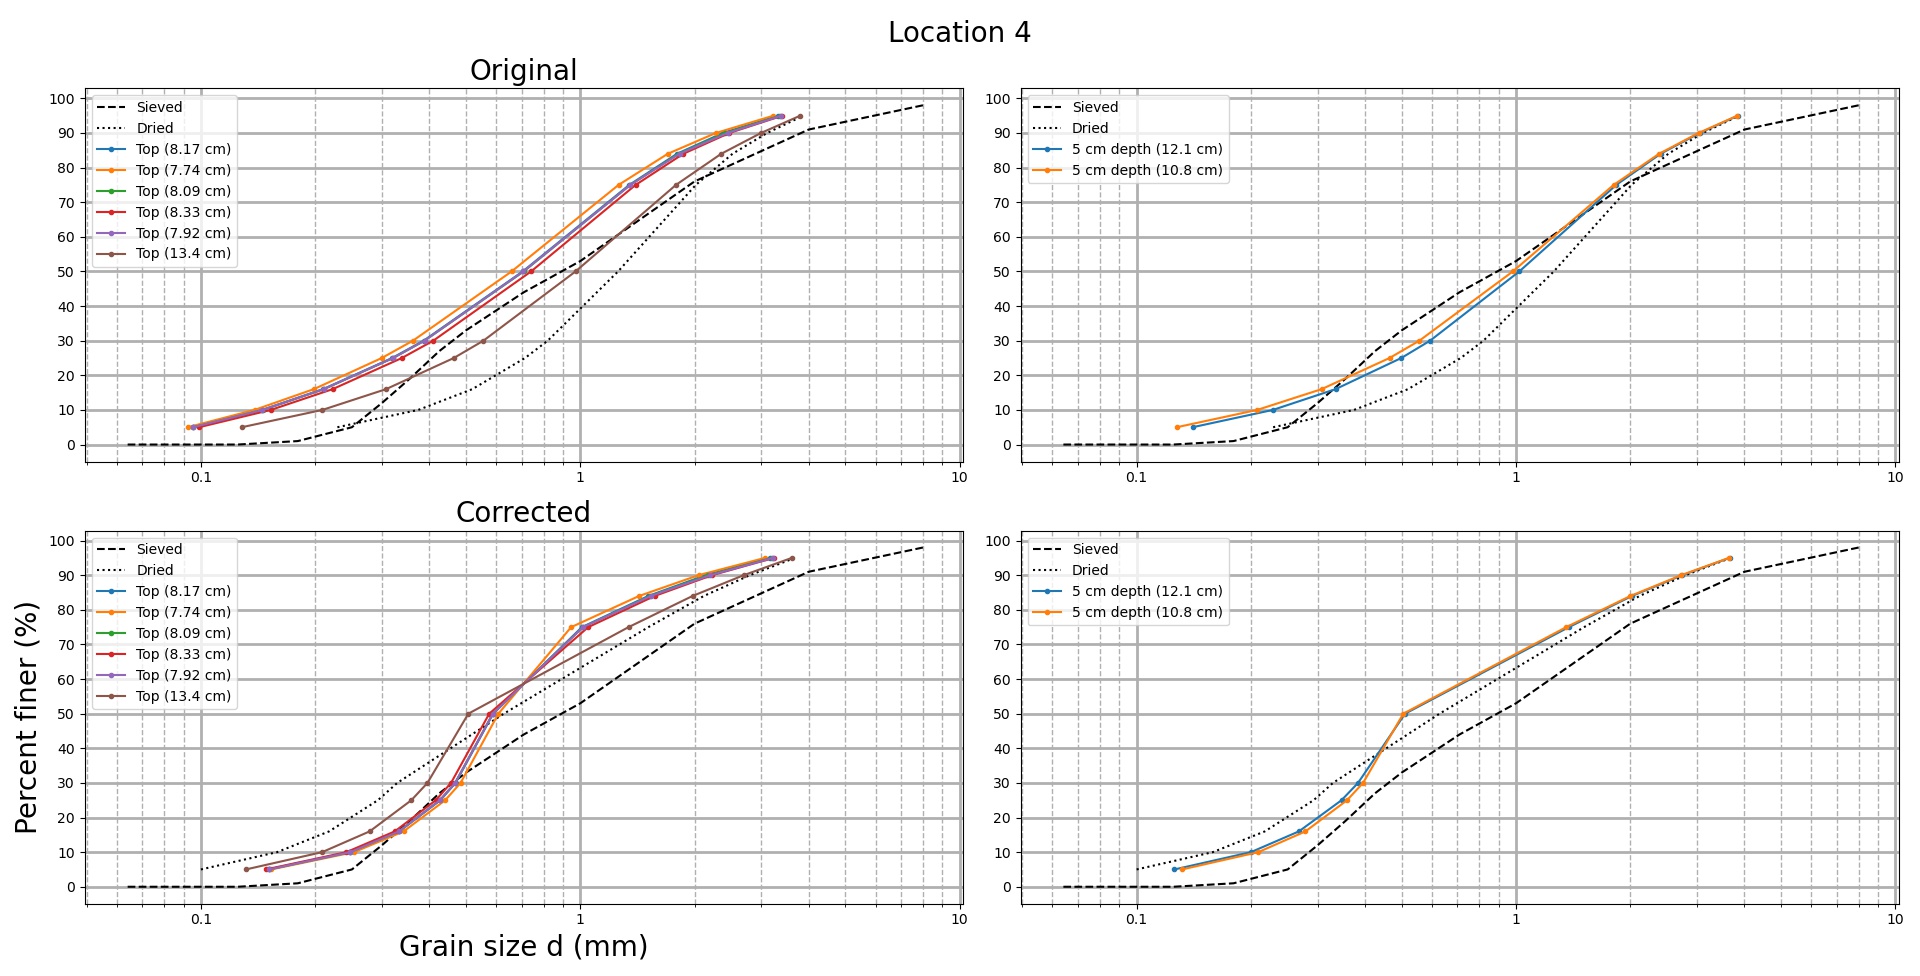 Location 4
Original
100
90
80
70
60
50
40
30
20
10
0
Sieved
Dried
Top (8.17 cm)
Top (7.74 cm)
Top (8.09 cm)
Top (8.33 cm)
Top (7.92 cm)
Top (13.4 cm)
0.1 1 10
100
90
80
70
60
50
40
30
20
10
0
Sieved
Dried
5 cm depth (12.1 cm)
5 cm depth (10.8 cm)
0.1 1 10
Corrected
Percent finer (%)
100
90
80
70
60
50
40
30
20
10
0
Sieved
Dried
Top (8.17 cm)
Top (7.74 cm)
Top (8.09 cm)
Top (8.33 cm)
Top (7.92 cm)
Top (13.4 cm)
0.1 1 10
Grain size d (mm)
100
90
80
70
60
50
40
30
20
10
0
Sieved
Dried
5 cm depth (12.1 cm)
5 cm depth (10.8 cm)
0.1 1 10